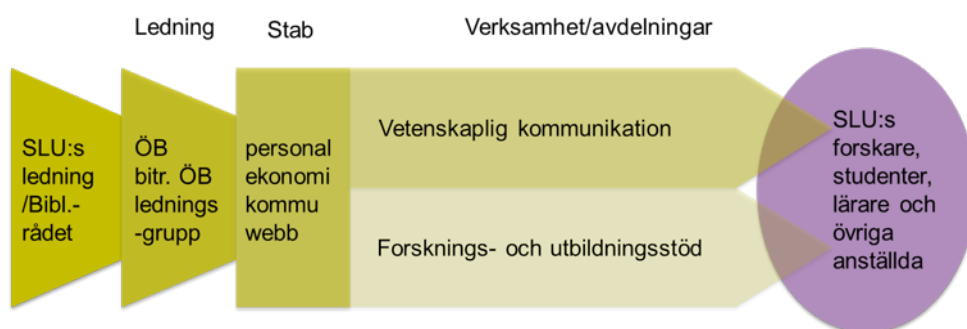 Ledning
Stab
Verksamhet/avdelningar
SLU:s
ledning
/Bibl.-
rådet
ÖB
bitr. ÖB
lednings
-grupp
personal
ekonomi
kommu
webb
Vetenskaplig kommunikation
Forsknings- och utbildningsstöd
SLU:s
forskare,
studenter,
lärare och
övriga
anställda